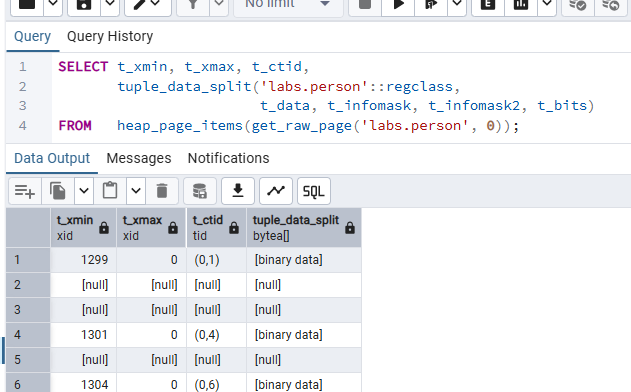 No limit
Query Query History
1 SELECT t_xmin, t_xmax, t_ctid,
2 tuple_data_split('labs.person'::regclass,
3 t_data, t_infomask, t_infomask2, t_bits)
4 FROM heap_page_items(get_raw_page('labs.person', 0));
Data Output Messages Notifications
SQL
t_xmin t_xmax t_ctid tuple_data_split
xid xid tid bytea[]
1 1299 0 (0,1) [binary data]
2 [null] [null] [null] [null]
3 [null] [null] [null] [null]
4 1301 0 (0,4) [binary data]
5 [null] [null] [null] [null]
6 1304 0 (0,6) [binary data]